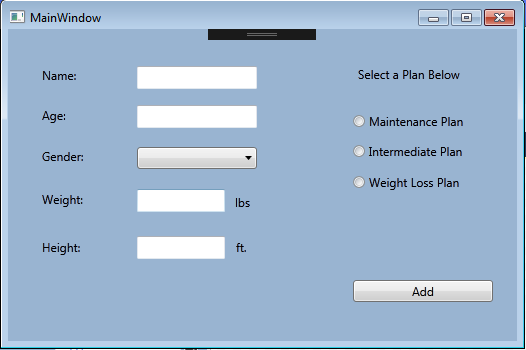 MainWindow
Name:
Age:
Gender:
Weight:
lbs
Height:
ft.
Select a Plan Below
Maintenance Plan
Intermediate Plan
Weight Loss Plan
Add